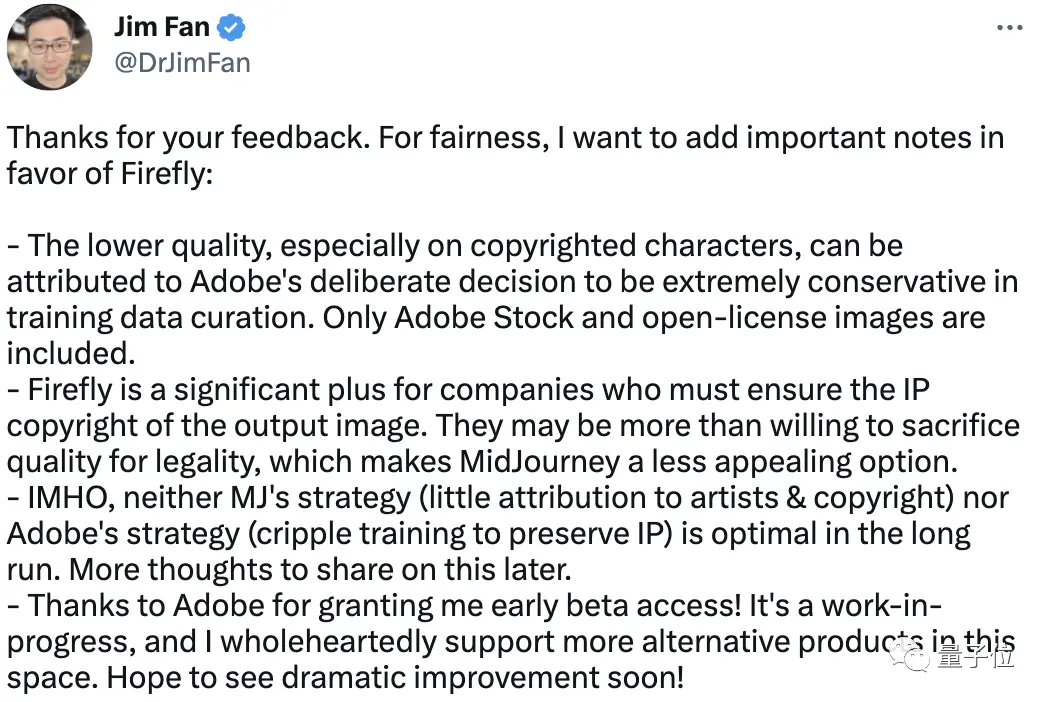 Jim Fan
@DrJimFan
Thanks for your feedback. For fairness, I want to add important notes in
favor of Firefly:
- The lower quality, especially on copyrighted characters, can be
attributed to Adobe's deliberate decision to be extremely conservative in
training data curation. Only Adobe Stock and open-license images are
included.
- Firefly is a significant plus for companies who must ensure the IP
copyright of the output image. They may be more than willing to sacrifice
quality for legality, which makes MidJourney a less appealing option.
- IMHO, neither MJ's strategy (little attribution to artists & copyright) nor
Adobe's strategy (cripple training to preserve IP) is optimal in the long
run. More thoughts to share on this later.
- Thanks to Adobe for granting me early beta access! It's a work-in-
progress, and I wholeheartedly support more alternative products in this
space. Hope to see dramatic improvement soon!
量子位